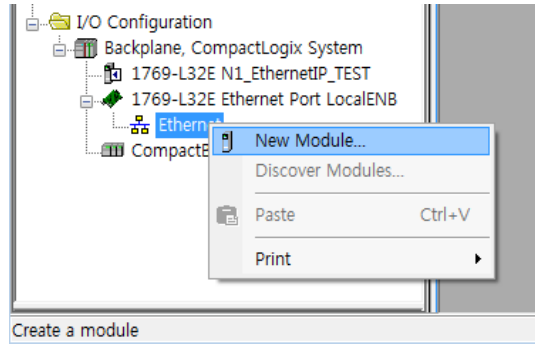 I/O Configuration
Backplane, CompactLogix System
1769-L32E N1_EthernetIP_TEST
1769-L32E Ethernet Port LocalENB
Ethernet
New Module...
CompactB
Discover Modules...
Paste Ctrl+V
Print
Create a module